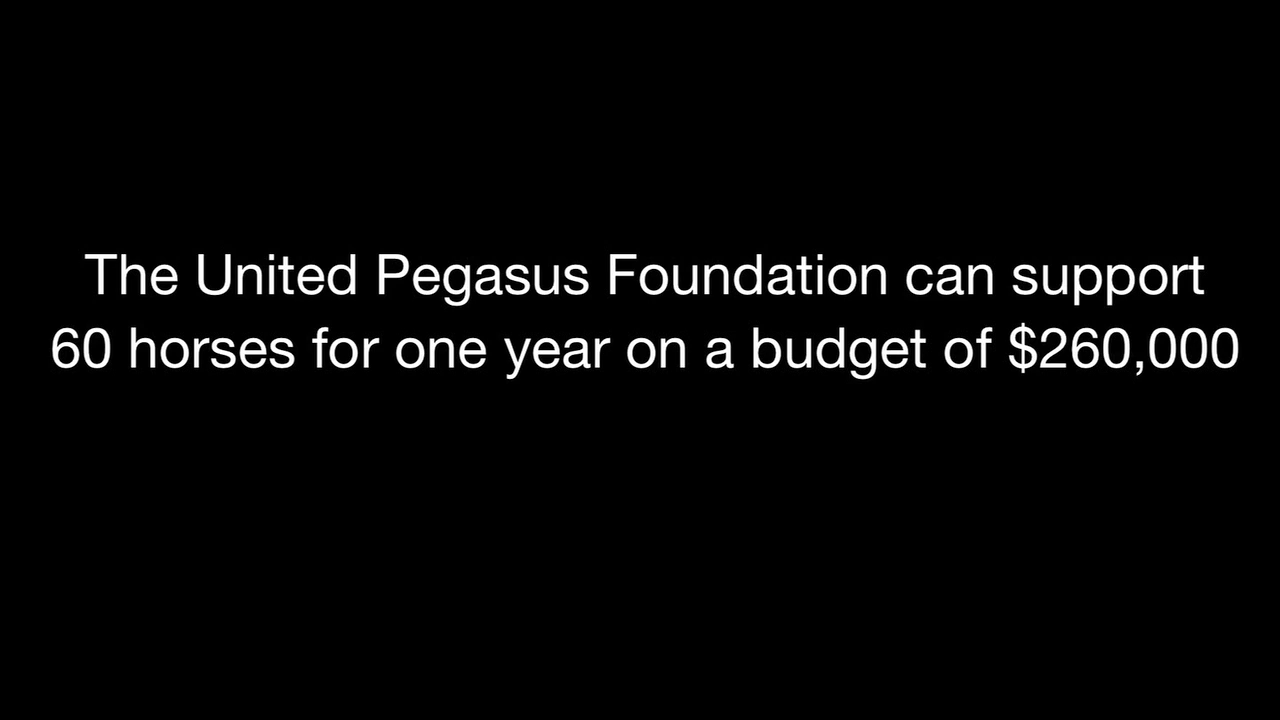 The United Pegasus Foundation can support
60 horses for one year on a budget of $260,000